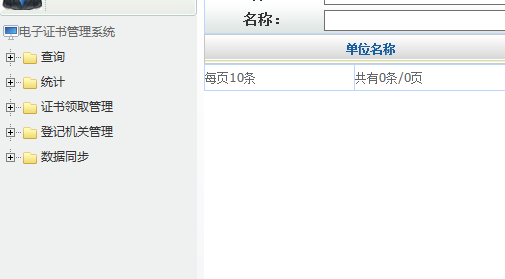 名称：
电子证书管理系统
单位名称
查询
每页10条 共有0条/0页
统计
证书领取管理
登记机关管理
数据同步